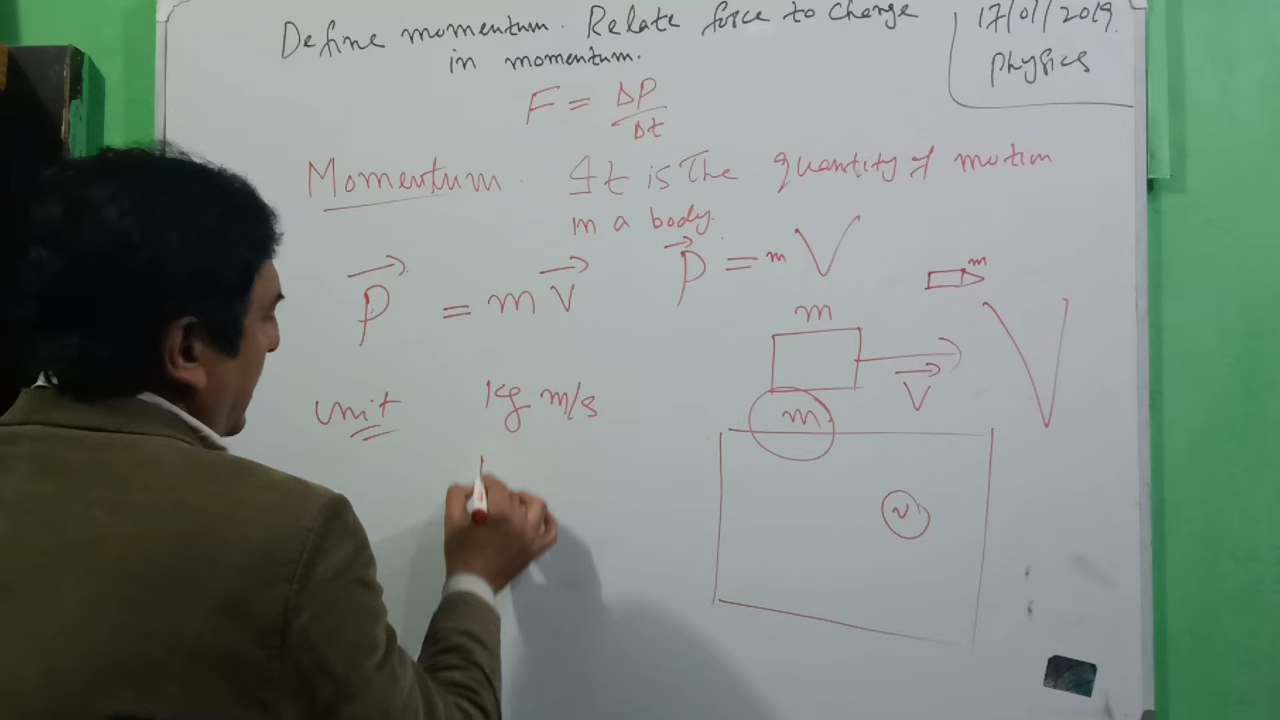 Define momentum. Relate force to change
in momentum.
17/01/2019
physics
F = ΔP/Δt
Momentum. It is The quantity of motion
in a body.
P⃗ = m V
P⃗ = m v⃗
m
m
V
V⃗
unit kg m/s
m
v